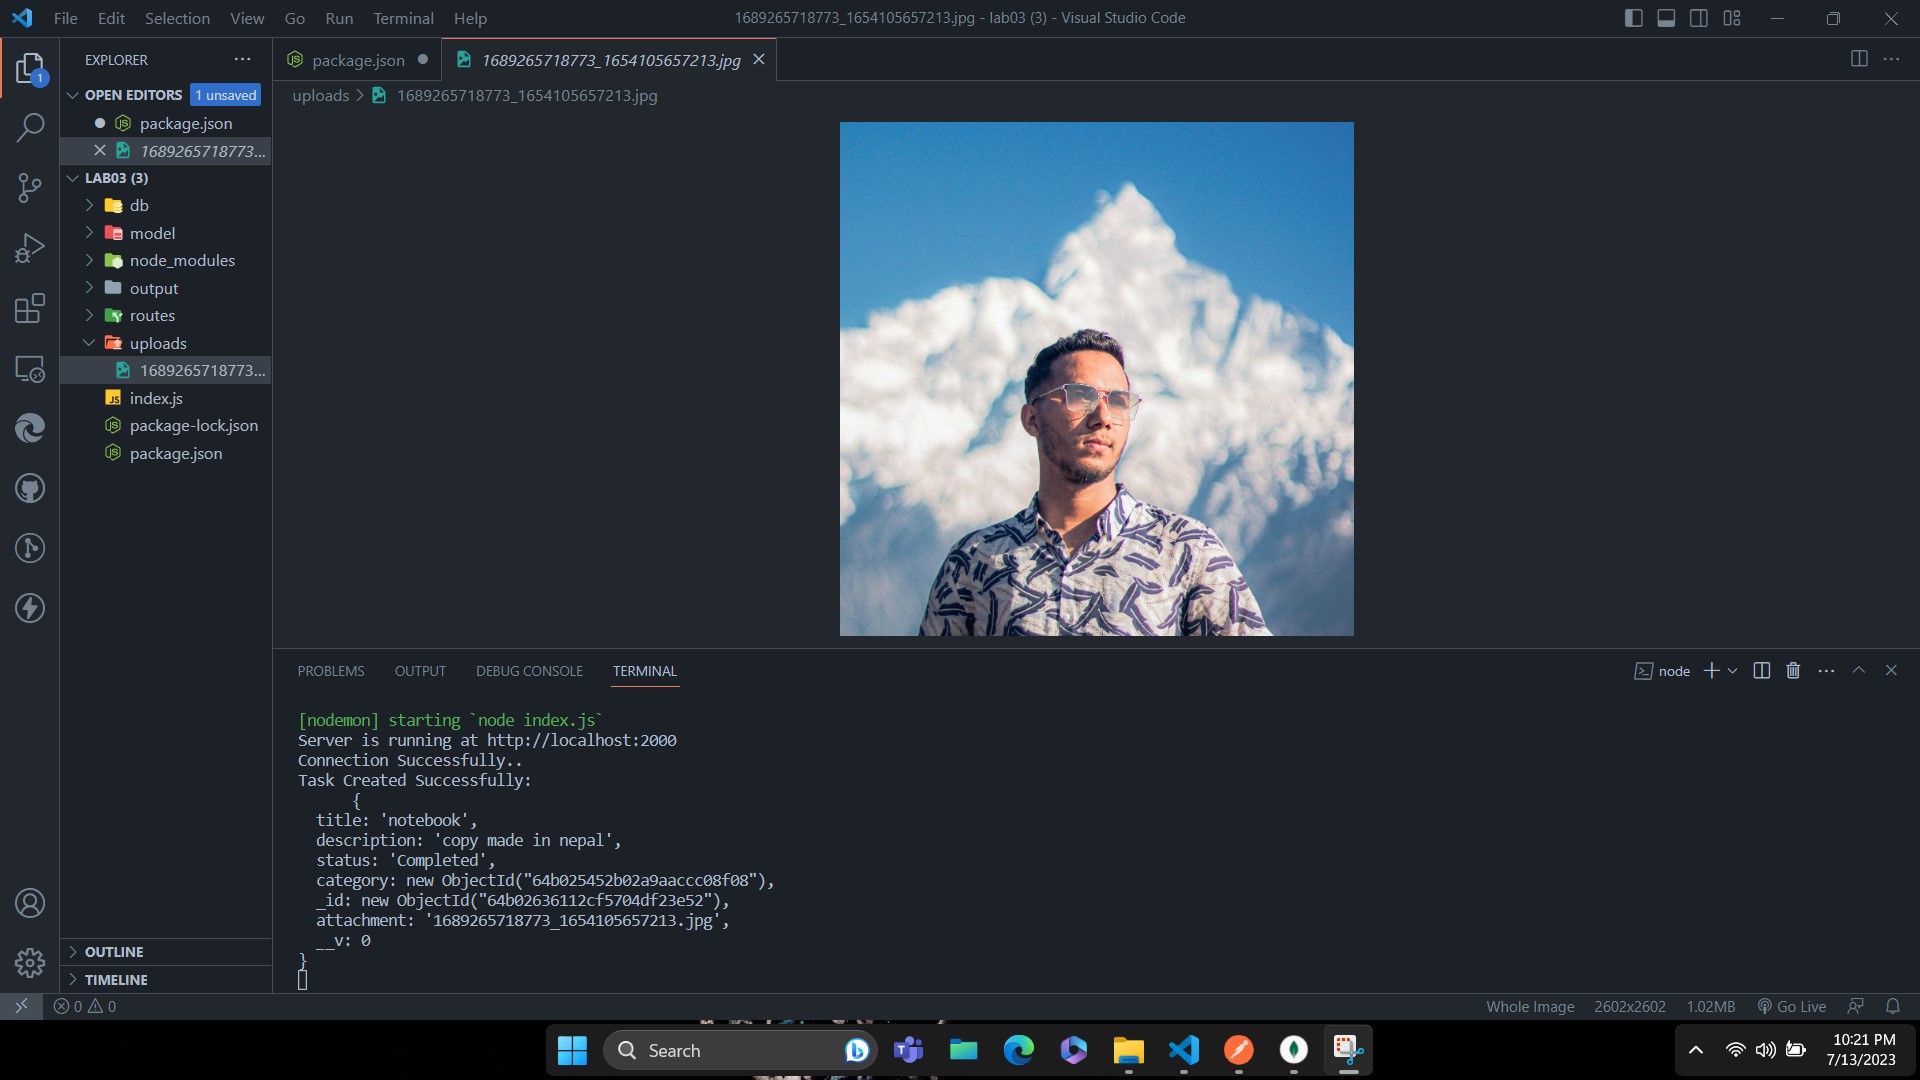 File Edit Selection View Go Run Terminal Help
1689265718773_1654105657213.jpg - lab03 (3) - Visual Studio Code
EXPLORER
1
OPEN EDITORS 1 unsaved
package.json
1689265718773...
LAB03 (3)
db
model
node_modules
output
routes
uploads
1689265718773...
index.js
package-lock.json
package.json
OUTLINE
TIMELINE
package.json
1689265718773_1654105657213.jpg
uploads > 1689265718773_1654105657213.jpg
PROBLEMS OUTPUT DEBUG CONSOLE TERMINAL
node
[nodemon] starting `node index.js`
Server is running at http://localhost:2000
Connection Successfully..
Task Created Successfully:
{
title: 'notebook',
description: 'copy made in nepal',
status: 'Completed',
category: new ObjectId("64b025452b02a9aaccc08f08"),
_id: new ObjectId("64b02636112cf5704df23e52"),
attachment: '1689265718773_1654105657213.jpg',
__v: 0
}
0 0
Whole Image 2602x2602 1.02MB Go Live
Search
10:21 PM
7/13/2023